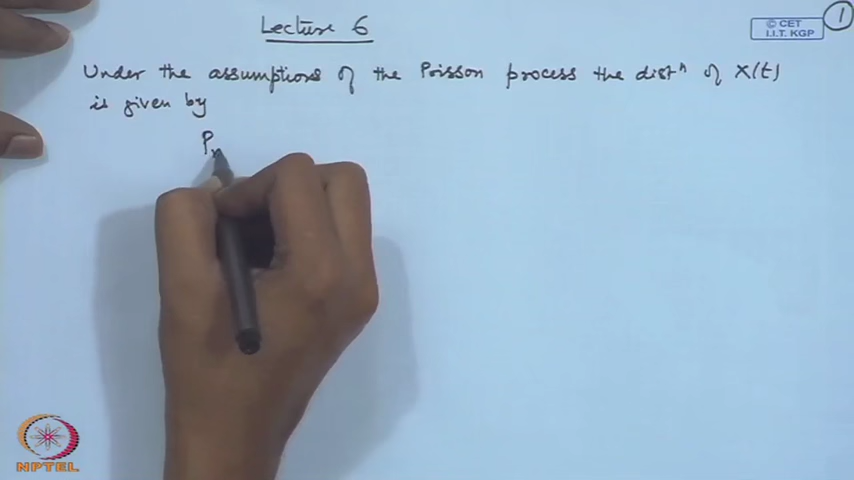 Lecture 6
© CET
I.I.T. KGP
1
Under the assumptions of the Poisson process the distⁿ of X(t)
is given by
Pn
NPTEL